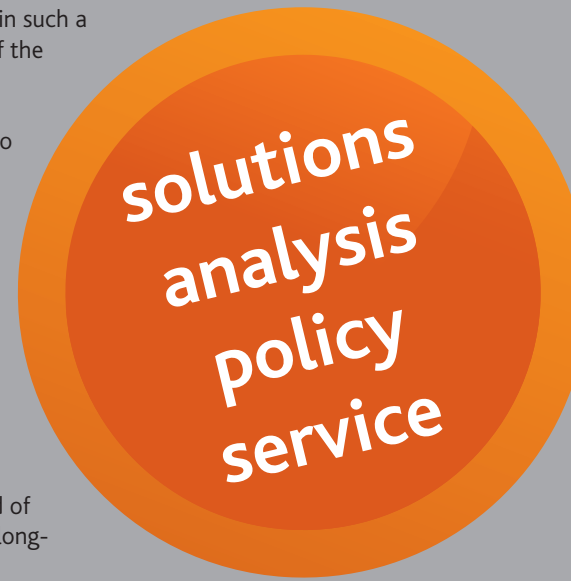 in such a
f the
o
solutions
analysis
policy
service
l of
ong-